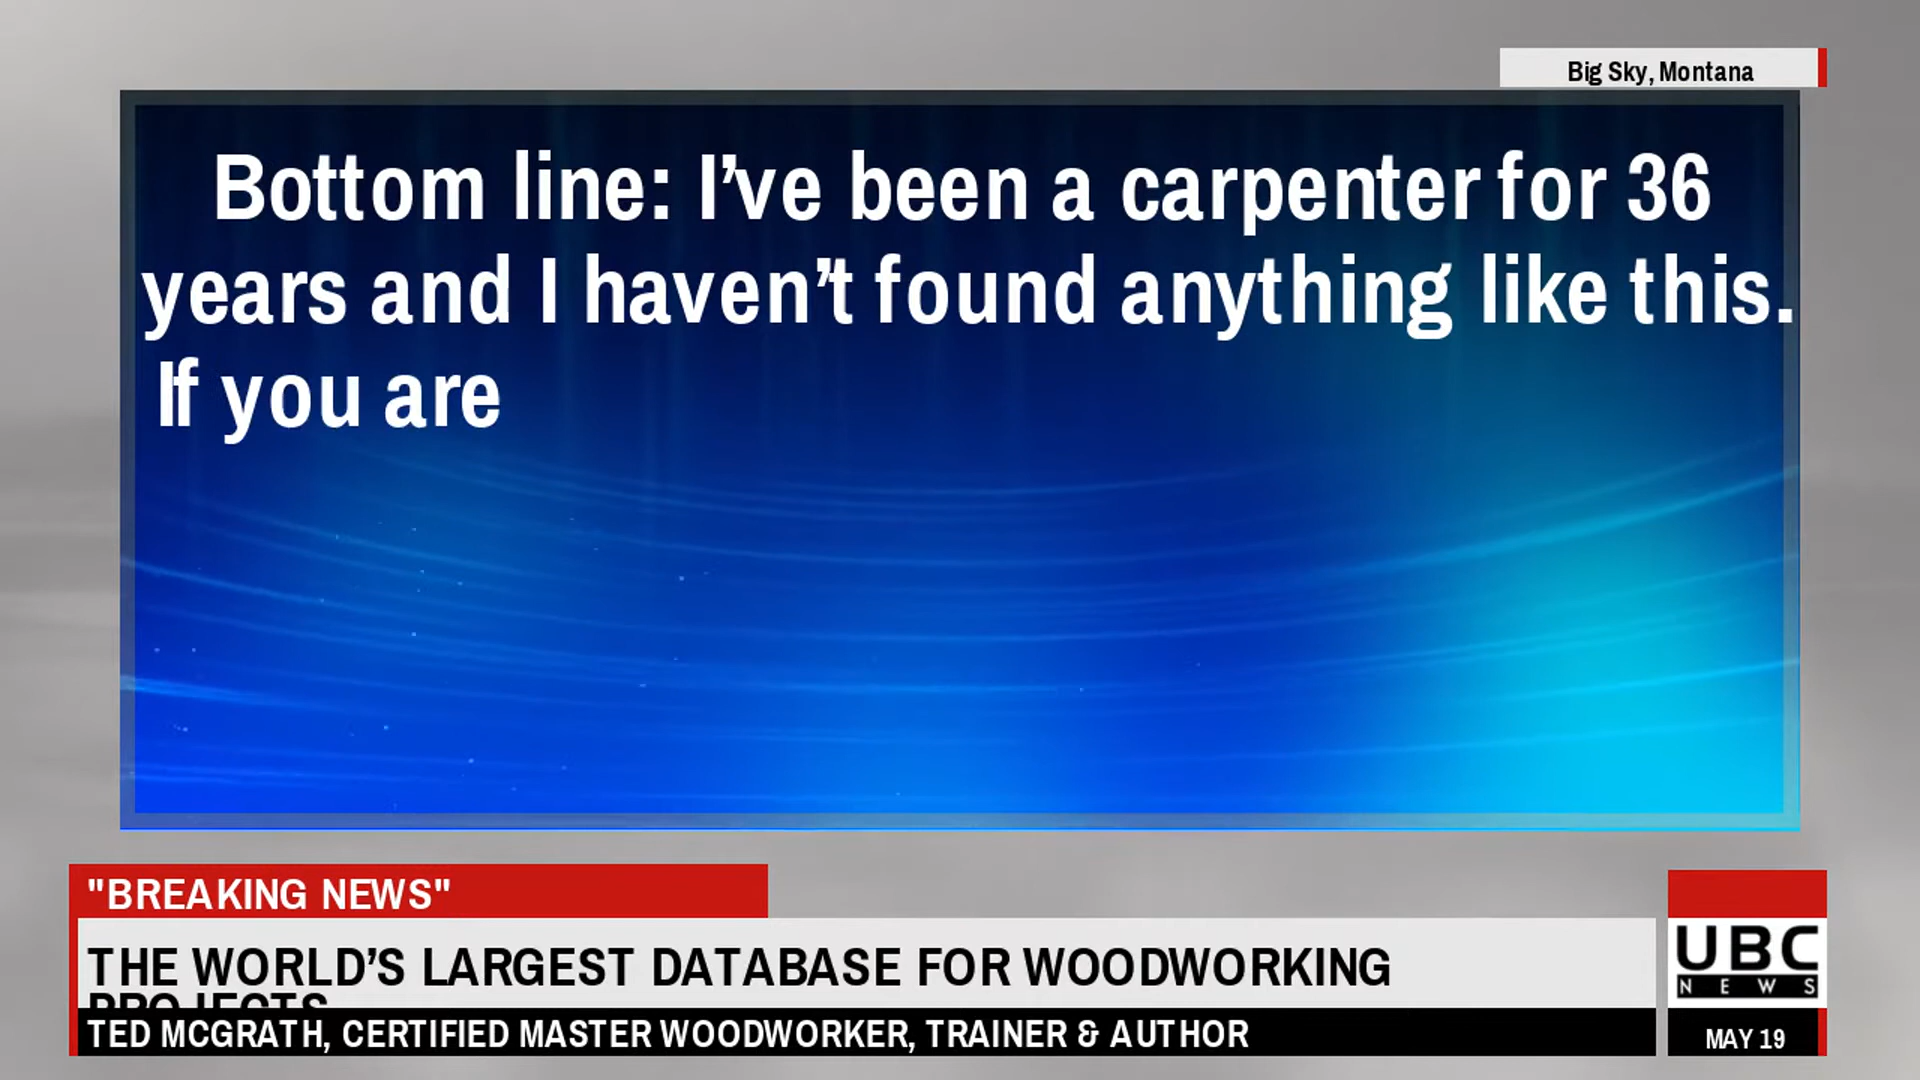 Big Sky, Montana
Bottom line: I’ve been a carpenter for 36
years and I haven’t found anything like this.
If you are
"BREAKING NEWS"
THE WORLD’S LARGEST DATABASE FOR WOODWORKING
PROJECTS
TED MCGRATH, CERTIFIED MASTER WOODWORKER, TRAINER & AUTHOR
UBC
NEWS
MAY 19